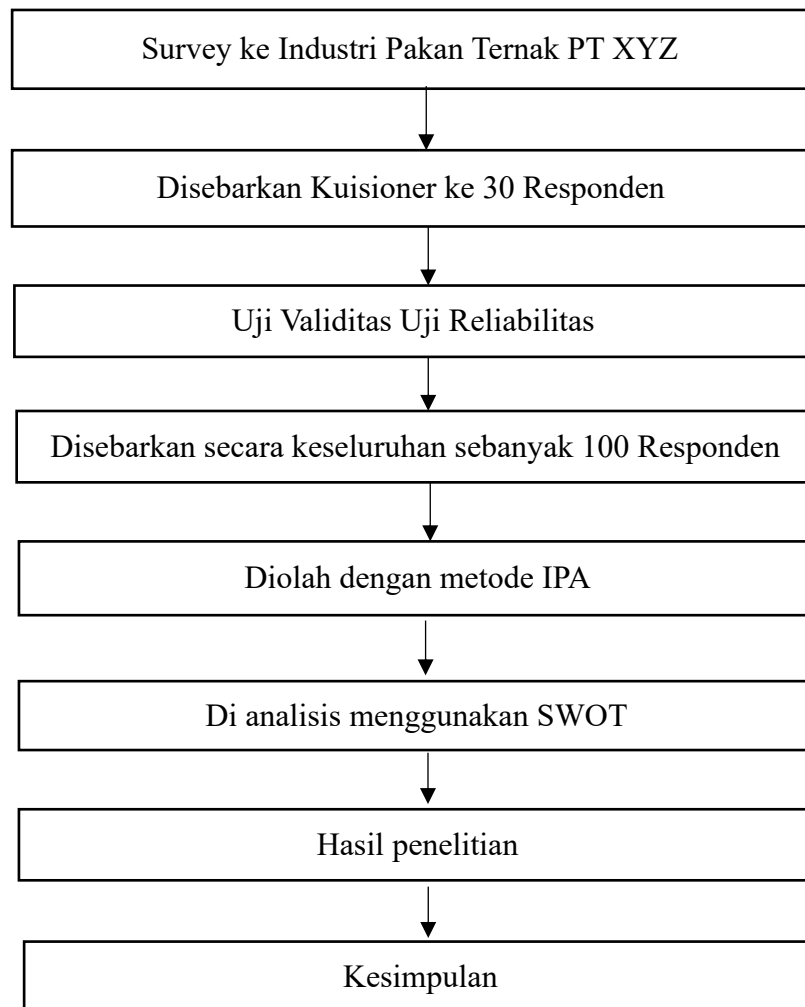 Survey ke Industri Pakan Ternak PT XYZ
Disebarkan Kuisioner ke 30 Responden
Uji Validitas Uji Reliabilitas
Disebarkan secara keseluruhan sebanyak 100 Responden
Diolah dengan metode IPA
Di analisis menggunakan SWOT
Hasil penelitian
Kesimpulan